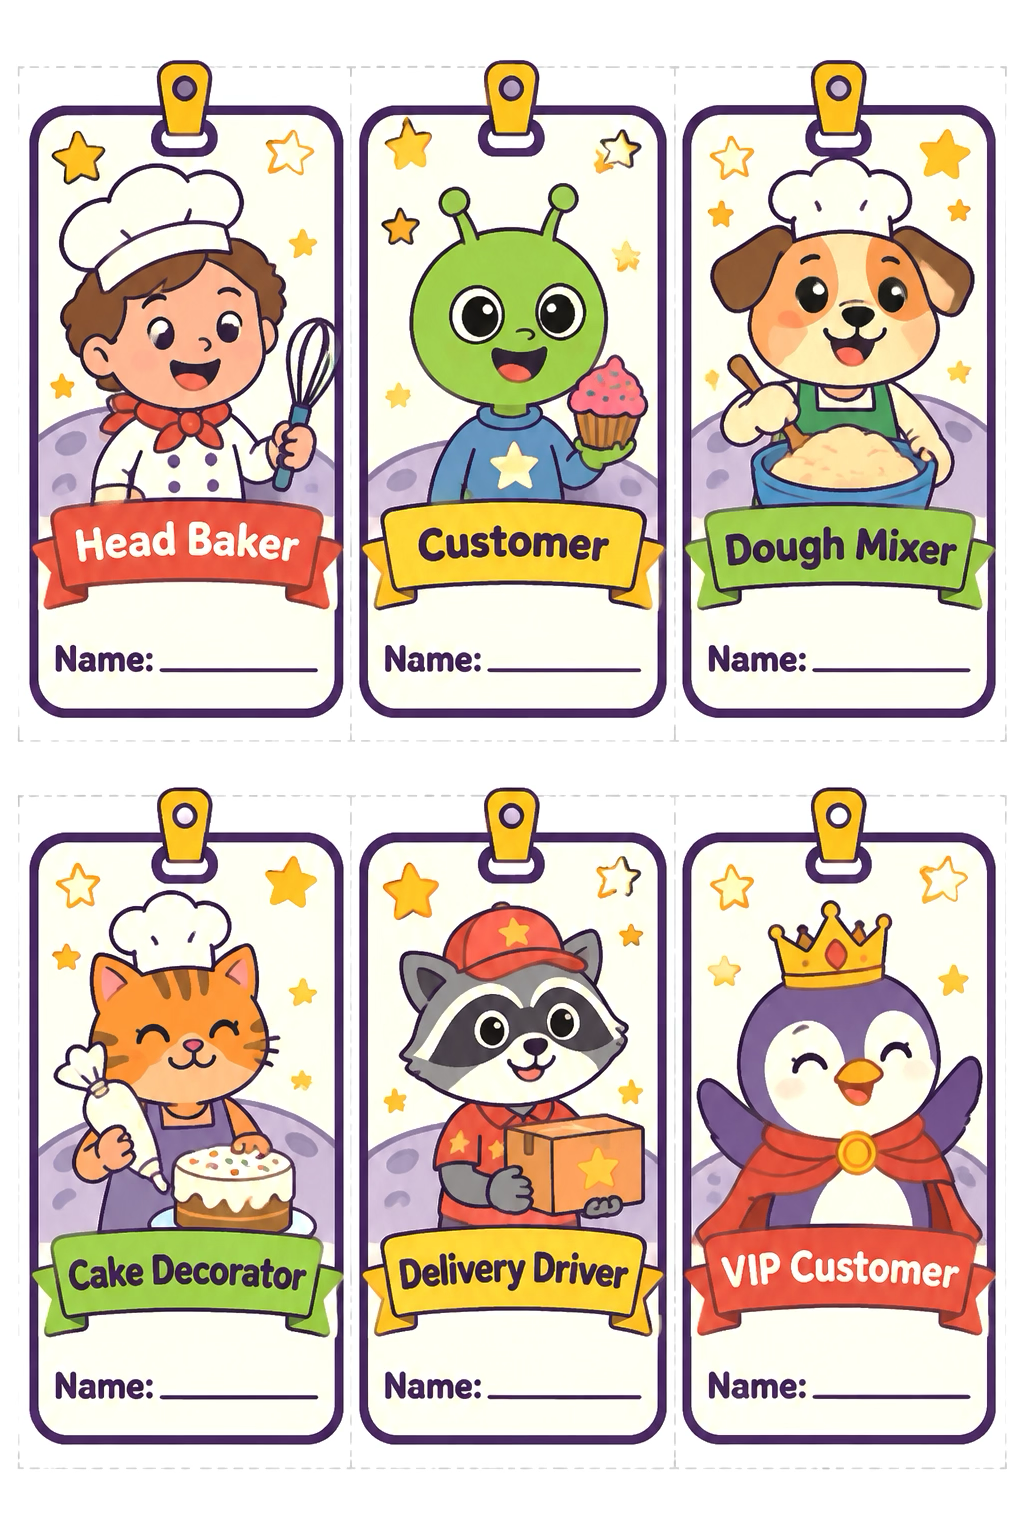 Head Baker
Name:
Customer
Name:
Dough Mixer
Name:
Cake Decorator
Name:
Delivery Driver
Name:
VIP Customer
Name: